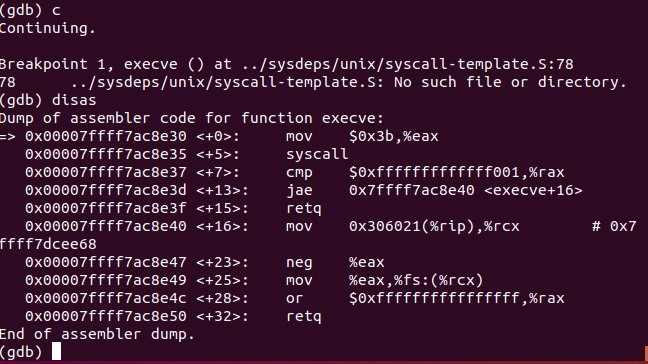 (gdb) c
Continuing.
Breakpoint 1, execve () at ../sysdeps/unix/syscall-template.S:78
78      ../sysdeps/unix/syscall-template.S: No such file or directory.
(gdb) disas
Dump of assembler code for function execve:
=> 0x00007ffff7ac8e30 <+0>:     mov    $0x3b,%eax
   0x00007ffff7ac8e35 <+5>:     syscall
   0x00007ffff7ac8e37 <+7>:     cmp    $0xfffffffffffff001,%rax
   0x00007ffff7ac8e3d <+13>:    jae    0x7ffff7ac8e40 <execve+16>
   0x00007ffff7ac8e3f <+15>:    retq
   0x00007ffff7ac8e40 <+16>:    mov    0x306021(%rip),%rcx        # 0x7
ffff7dcee68
   0x00007ffff7ac8e47 <+23>:    neg    %eax
   0x00007ffff7ac8e49 <+25>:    mov    %eax,%fs:(%rcx)
   0x00007ffff7ac8e4c <+28>:    or     $0xffffffffffffffff,%rax
   0x00007ffff7ac8e50 <+32>:    retq
End of assembler dump.
(gdb)